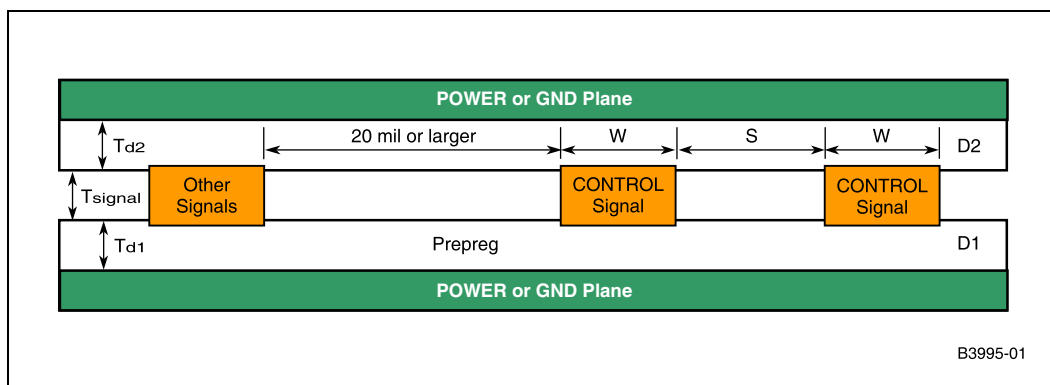 POWER or GND Plane
Td2
20 mil or larger
W
S
W
D2
Tsignal
Other
Signals
CONTROL
Signal
CONTROL
Signal
Td1
Prepreg
D1
POWER or GND Plane
B3995-01